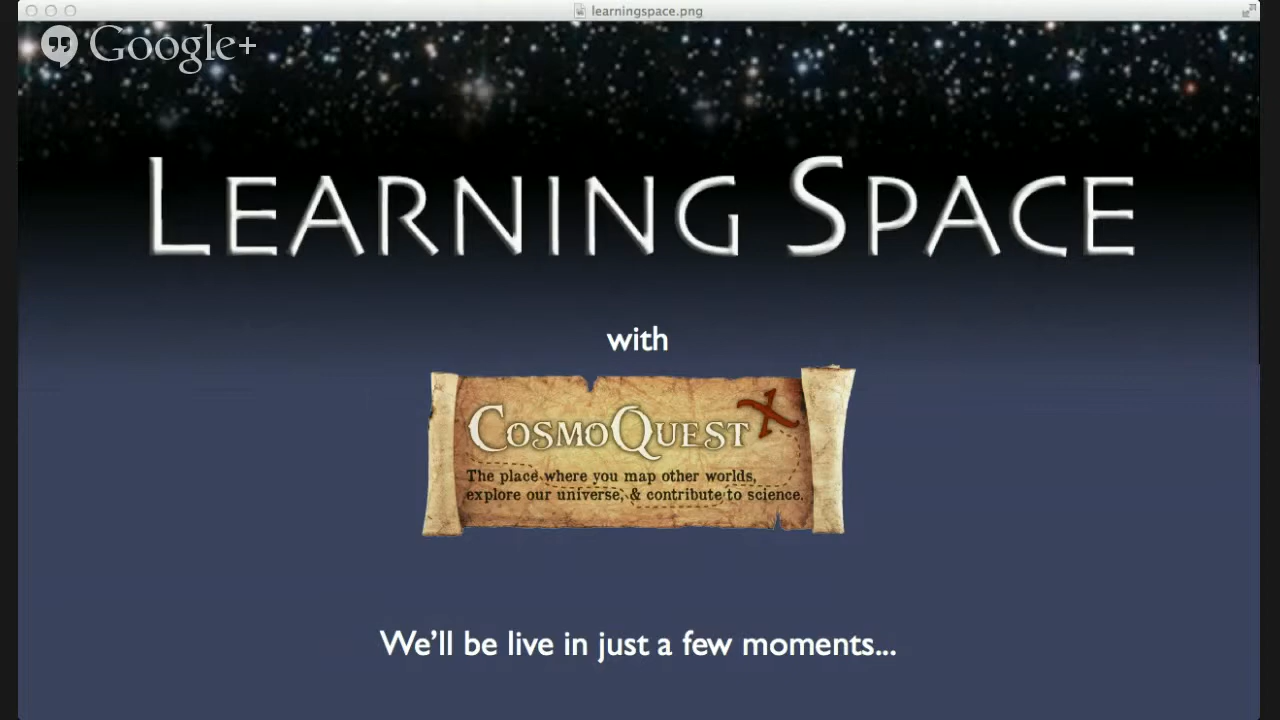 learningspace.png
Google+
LEARNING SPACE
with
COSMOQUEST X
The place where you map other worlds,
explore our universe, & contribute to science.
We'll be live in just a few moments...